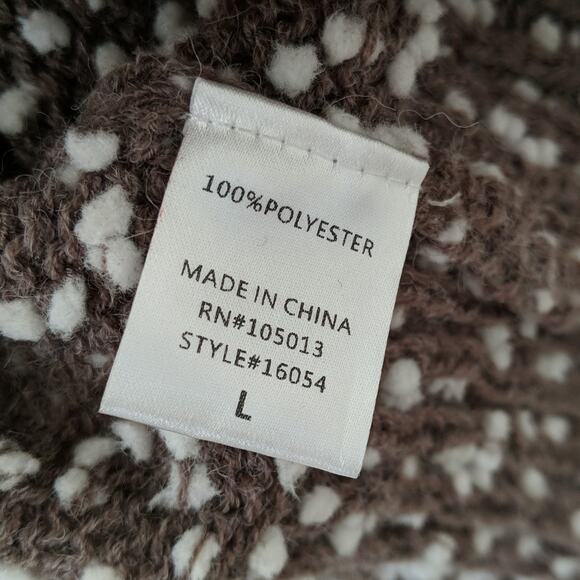 100%POLYESTER
MADE IN CHINA
RN#105013
STYLE#16054
L